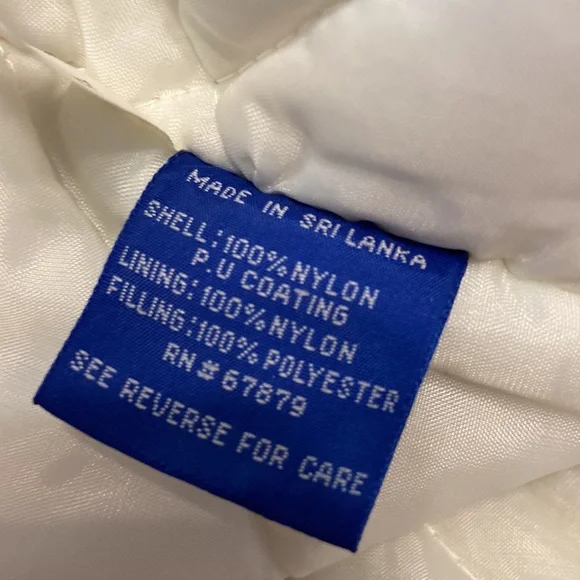 MADE IN SRI LANKA
SHELL:100%NYLON
P.U COATING
LINING:100%NYLON
FILLING:100%POLYESTER
RN#67879
SEE REVERSE FOR CARE